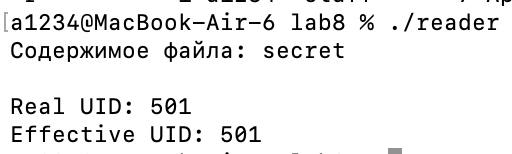 a1234@MacBook-Air-6 lab8 % ./reader
Содержимое файла: secret
Real UID: 501
Effective UID: 501